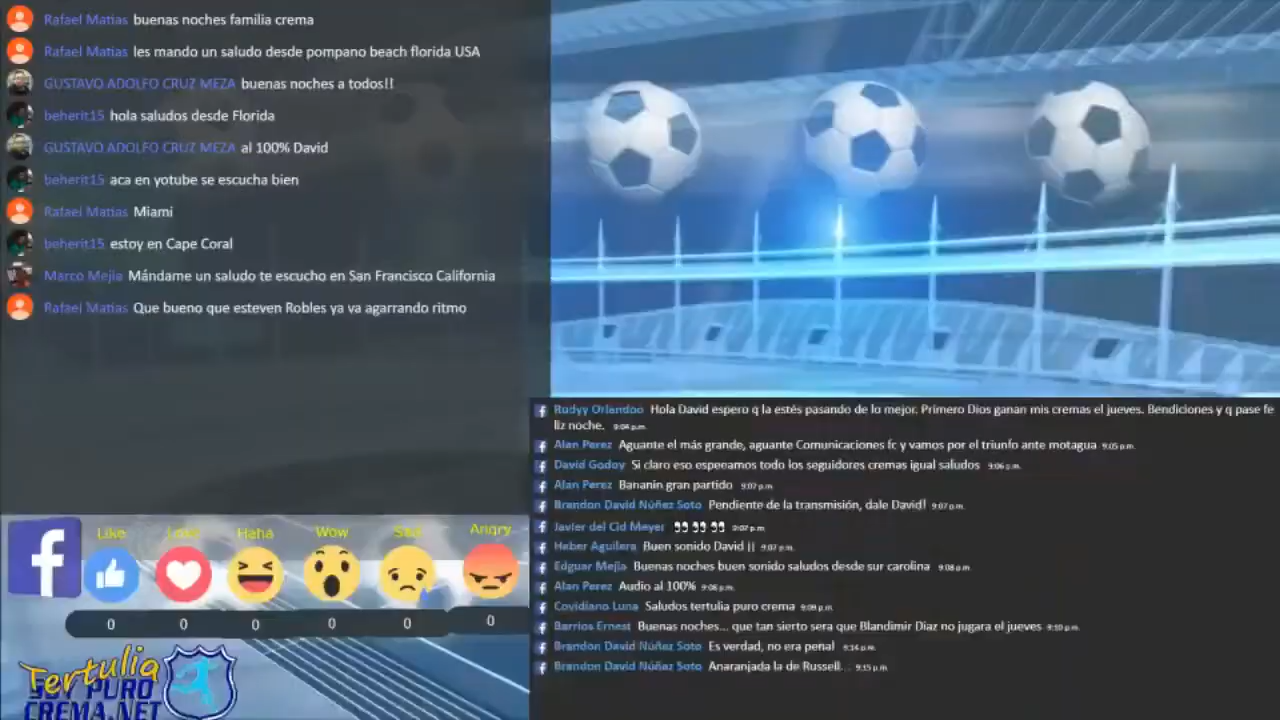 Rafael Matias buenas noches familia crema
Rafael Matias les mando un saludo desde pompano beach florida USA
GUSTAVO ADOLFO CRUZ MEZA buenas noches a todos!!
beherit15 hola saludos desde Florida
GUSTAVO ADOLFO CRUZ MEZA al 100% David
beherit15 aca en yotube se escucha bien
Rafael Matias Miami
beherit15 estoy en Cape Coral
Marco Mejia Mándame un saludo te escucho en San Francisco California
Rafael Matias Que bueno que esteven Robles ya va agarrando ritmo
Rudyy Orlandoo Hola David espero q la estés pasando de lo mejor. Primero Dios ganan mis cremas el jueves. Bendiciones y q pase fe
liz noche. 9:04 p.m.
Alan Perez Aguante el más grande, aguante Comunicaciones fc y vamos por el triunfo ante motagua 9:05 p.m.
David Godoy Si claro eso espeeamos todo los seguidores cremas igual saludos 9:06 p.m.
Alan Perez Bananin gran partido 9:07 p.m.
Brandon David Núñez Soto Pendiente de la transmisión, dale David! 9:07 p.m.
Javier del Cid Meyer 9:07 p.m.
Heber Aguilera Buen sonido David || 9:07 p.m.
Edguar Mejia Buenas noches buen sonido saludos desde sur carolina 9:08 p.m.
Alan Perez Audio al 100% 9:08 p.m.
Covidiano Luna Saludos tertulia puro crema 9:09 p.m.
Barrios Ernest Buenas noches... que tan sierto sera que Blandimir Diaz no jugara el jueves 9:10 p.m.
Brandon David Núñez Soto Es verdad, no era penal 9:14 p.m.
Brandon David Núñez Soto Anaranjada la de Russell... 9:15 p.m.
Like Love Haha Wow Sad Angry
0 0 0 0 0 0
Tertulia
SOY PURO
CREMA.NET